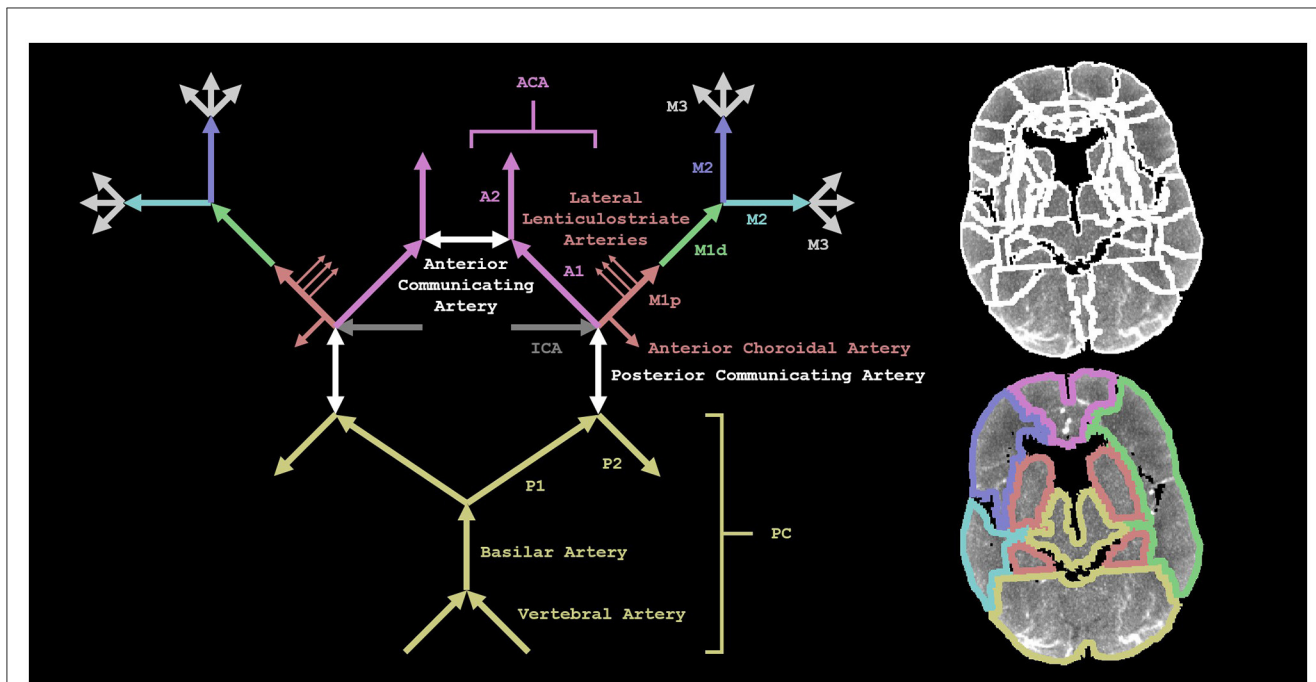 ACA
M3
M2
A2
Lateral
Lenticulostriate
Arteries
M2
M3
M1d
Anterior
Communicating
Artery
A1
M1p
ICA
Anterior Choroidal Artery
Posterior Communicating Artery
P2
P1
PC
Basilar Artery
Vertebral Artery